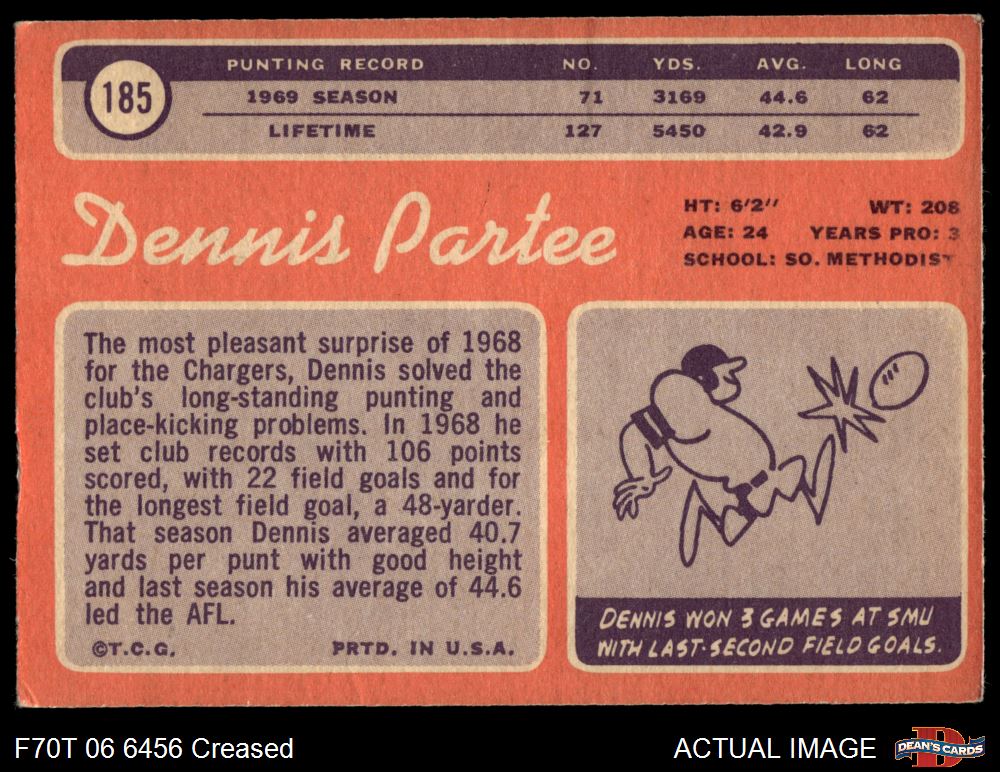 185
PUNTING RECORD NO. YDS. AVG. LONG
1969 SEASON 71 3169 44.6 62
LIFETIME 127 5450 42.9 62
Dennis Partee
HT: 6'2" WT: 208
AGE: 24 YEARS PRO: 3
SCHOOL: SO. METHODIST
The most pleasant surprise of 1968
for the Chargers, Dennis solved the
club's long-standing punting and
place-kicking problems. In 1968 he
set club records with 106 points
scored, with 22 field goals and for
the longest field goal, a 48-yarder.
That season Dennis averaged 40.7
yards per punt with good height
and last season his average of 44.6
led the AFL.
©T.C.G. PRTD. IN U.S.A.
DENNIS WON 3 GAMES AT SMU
WITH LAST-SECOND FIELD GOALS.
F70T 06 6456 Creased
ACTUAL IMAGE
DEAN'S CARDS